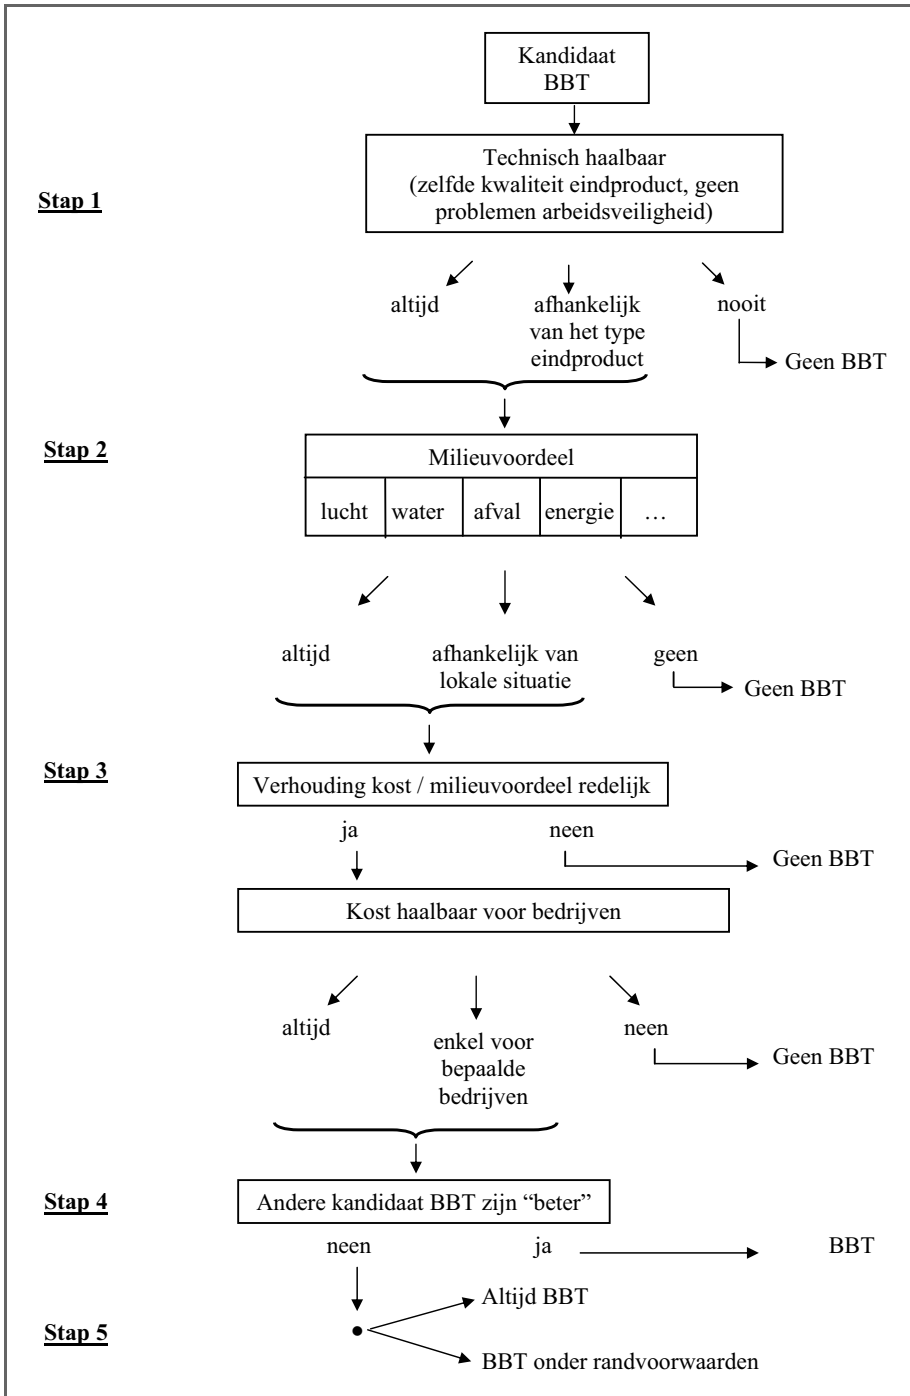 Kandidaat
BBT
Stap 1
Technisch haalbaar
(zelfde kwaliteit eindproduct, geen
problemen arbeidsveiligheid)
altijd
afhankelijk
van het type
eindproduct
nooit
Geen BBT
Stap 2
Milieuvoordeel
lucht water afval energie …
altijd
afhankelijk van
lokale situatie
geen
Geen BBT
Stap 3
Verhouding kost / milieuvoordeel redelijk
ja neen
Geen BBT
Kost haalbaar voor bedrijven
altijd
enkel voor
bepaalde
bedrijven
neen
Geen BBT
Stap 4
Andere kandidaat BBT zijn “beter”
neen ja BBT
Altijd BBT
Stap 5
BBT onder randvoorwaarden